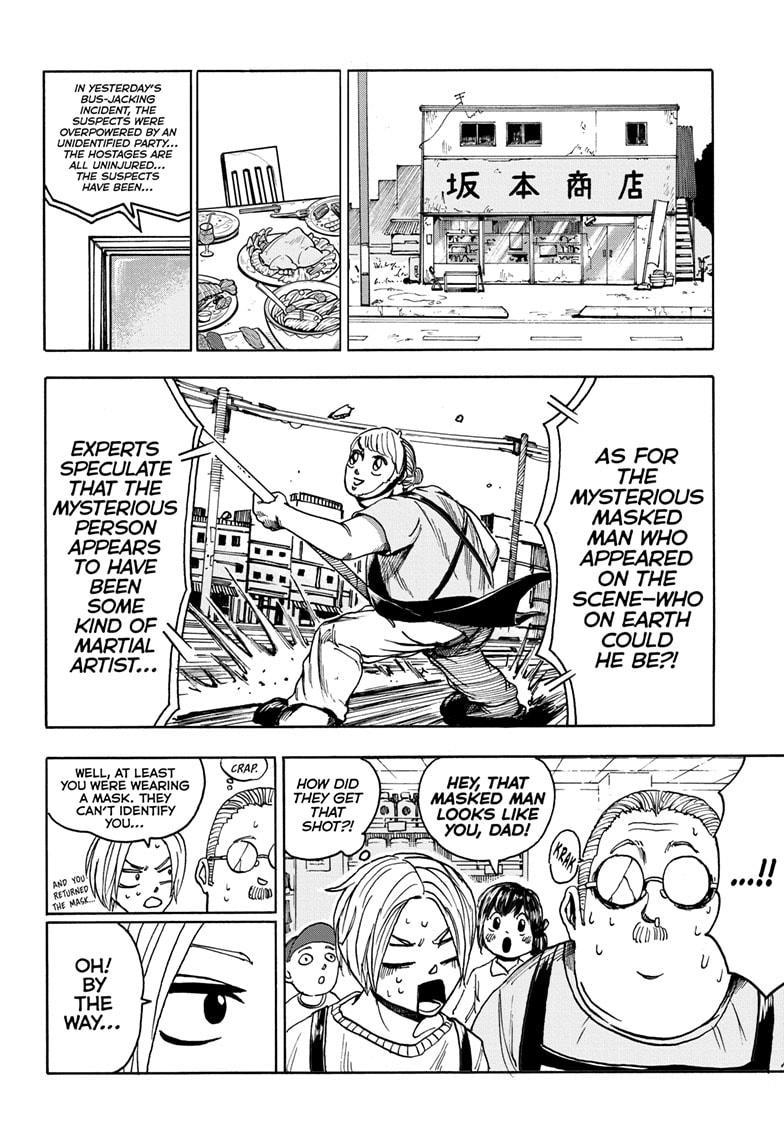 坂本商店
IN YESTERDAY'S
BUS-JACKING
INCIDENT, THE
SUSPECTS WERE
OVERPOWERED BY AN
UNIDENTIFIED PARTY...
THE HOSTAGES ARE
ALL UNINJURED...
THE SUSPECTS
HAVE BEEN...
AS FOR
THE
MYSTERIOUS
MASKED
MAN WHO
APPEARED
ON THE
SCENE—WHO
ON EARTH
COULD
HE BE?!
EXPERTS
SPECULATE
THAT THE
MYSTERIOUS
PERSON
APPEARS
TO HAVE
BEEN
SOME
KIND OF
MARTIAL
ARTIST...
...!!
KRAK
HEY, THAT
MASKED MAN
LOOKS LIKE
YOU, DAD!
HOW DID
THEY GET
THAT
SHOT?!
CRAP.
WELL, AT LEAST
YOU WERE WEARING
A MASK. THEY
CAN'T IDENTIFY
YOU...
AND YOU
RETURNED
THE MASK...
OH!
BY
THE
WAY...